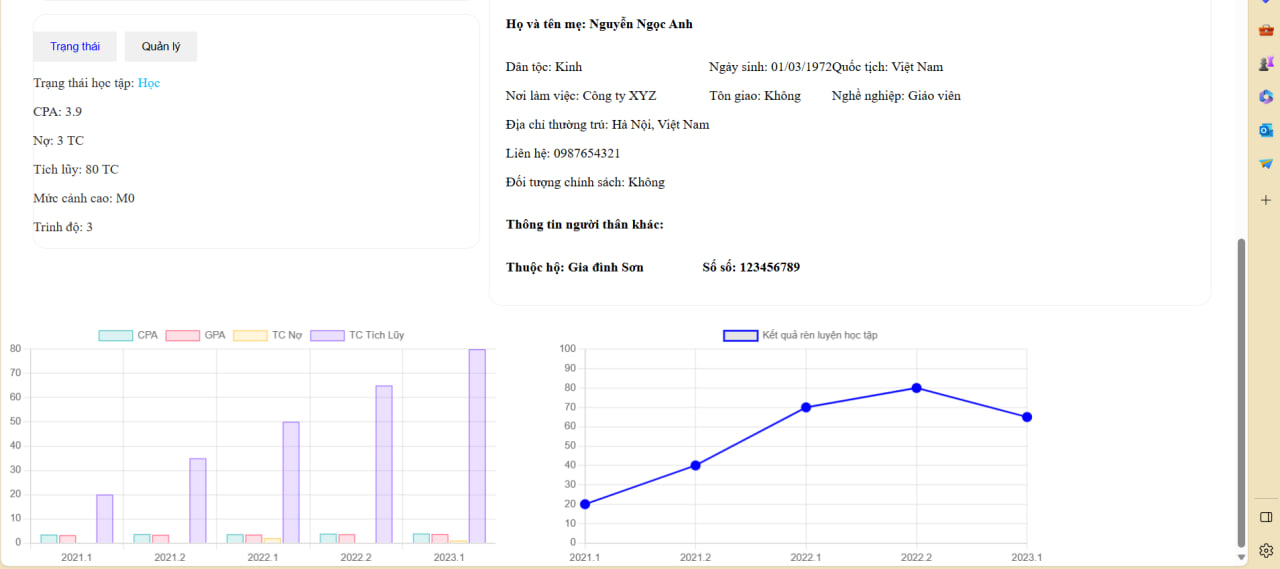 Trạng thái
Quản lý
Trạng thái học tập: Học
CPA: 3.9
Nợ: 3 TC
Tích lũy: 80 TC
Mức cảnh cao: M0
Trình độ: 3
Họ và tên mẹ: Nguyễn Ngọc Anh
Dân tộc: Kinh Ngày sinh: 01/03/1972Quốc tịch: Việt Nam
Nơi làm việc: Công ty XYZ Tôn giao: Không Nghề nghiệp: Giáo viên
Địa chỉ thường trú: Hà Nội, Việt Nam
Liên hệ: 0987654321
Đối tượng chính sách: Không
Thông tin người thân khác:
Thuộc hộ: Gia đình Sơn Số số: 123456789
CPA GPA TC Nợ TC Tích Lũy
80
70
60
50
40
30
20
10
0
2021.1 2021.2 2022.1 2022.2 2023.1
Kết quả rèn luyện học tập
100
90
80
70
60
50
40
30
20
10
0
2021.1 2021.2 2022.1 2022.2 2023.1